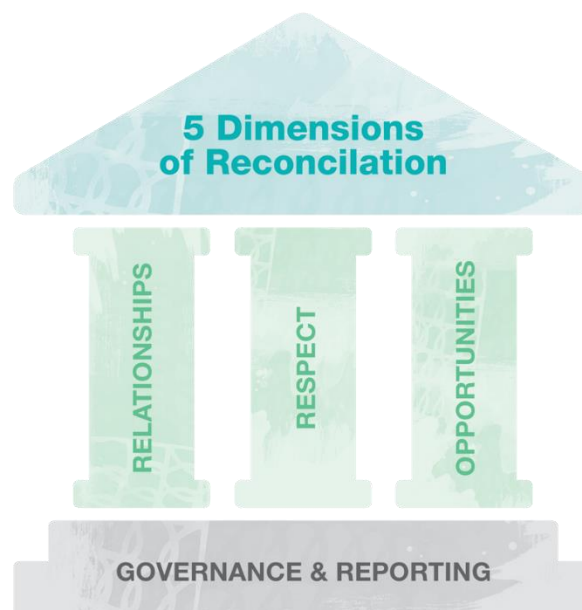 5 Dimensions
of Reconcilation
RELATIONSHIPS
RESPECT
OPPORTUNITIES
GOVERNANCE & REPORTING